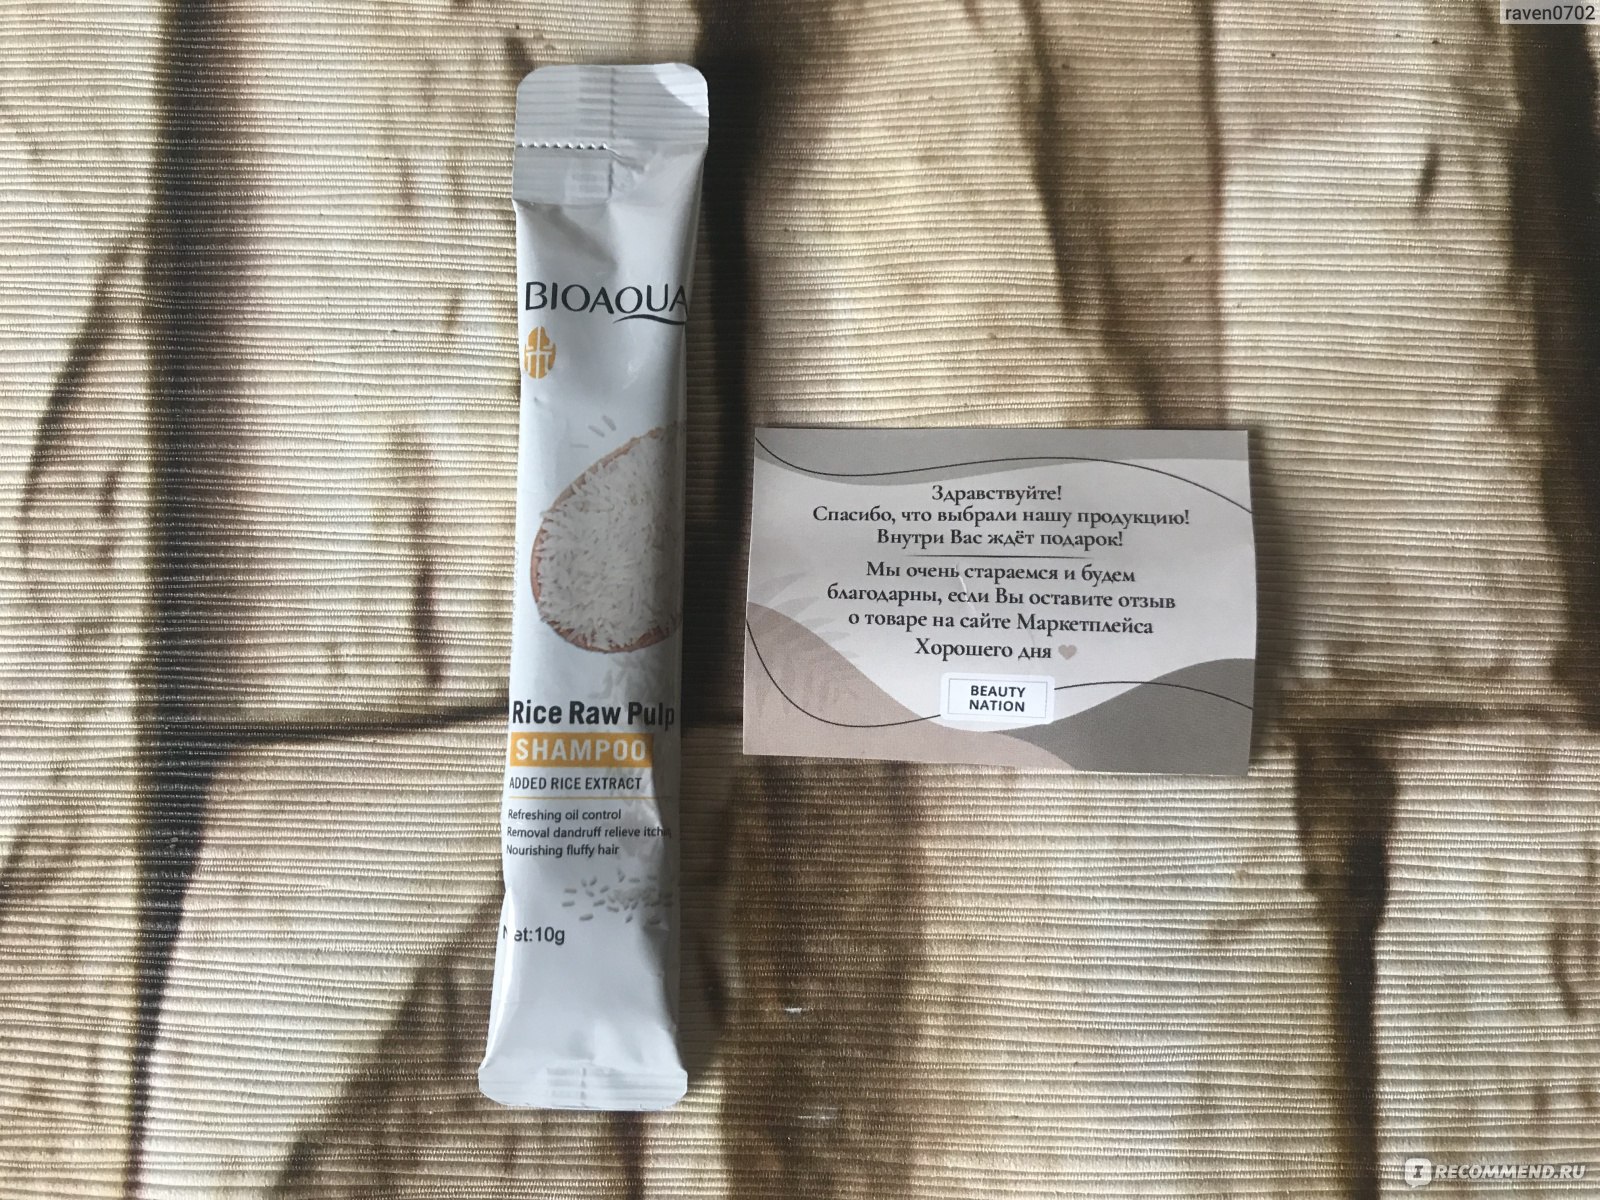 raven0702
BIOAQUA
Rice Raw Pulp
SHAMPOO
ADDED RICE EXTRACT
Refreshing oil control
Removal dandruff relieve itch
Nourishing fluffy hair
Net:10g
Здравствуйте!
Спасибо, что выбрали нашу продукцию!
Внутри Вас ждёт подарок!
Мы очень стараемся и будем
благодарны, если Вы оставите отзыв
о товаре на сайте Маркетплейса
Хорошего дня
BEAUTY
NATION
RECOMMEND.RU